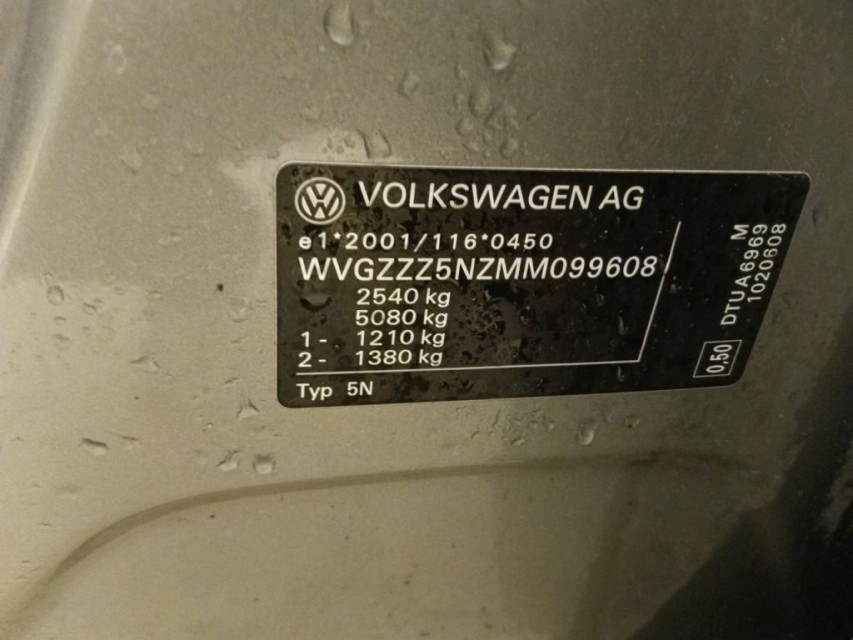 VOLKSWAGEN AG
e1*2001/116*0450
WVGZZZ5NZMM099608
2540 kg
5080 kg
1- 1210 kg
2- 1380 kg
Typ 5N
M
DTUA6969
1020608
0,50